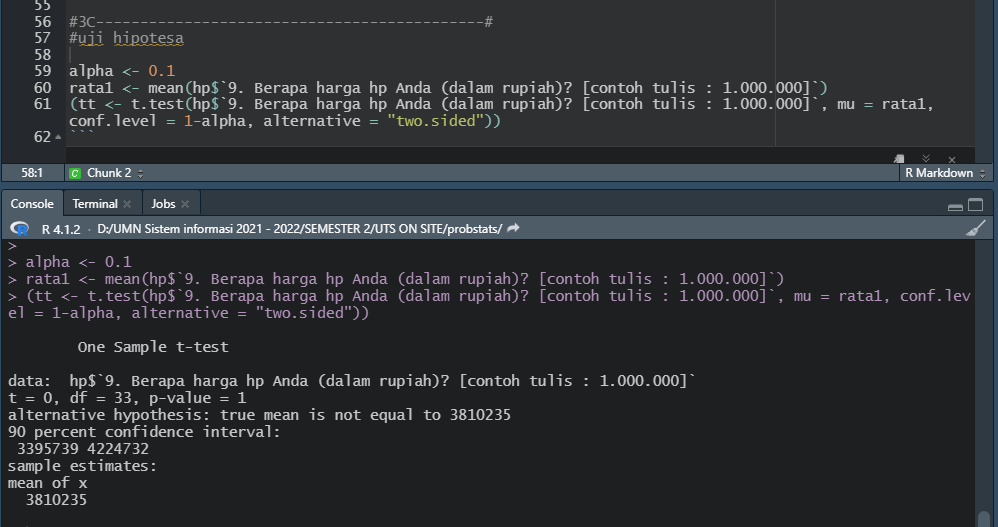 55
56 #3C--------------------------------------------#
57 #uji hipotesa
58
59 alpha <- 0.1
60 rata1 <- mean(hp$`9. Berapa harga hp Anda (dalam rupiah)? [contoh tulis : 1.000.000]`)
61 (tt <- t.test(hp$`9. Berapa harga hp Anda (dalam rupiah)? [contoh tulis : 1.000.000]`, mu = rata1,
conf.level = 1-alpha, alternative = "two.sided"))
62 ```
58:1 C Chunk 2 R Markdown
Console Terminal Jobs
R R 4.1.2 · D:/UMN Sistem informasi 2021 - 2022/SEMESTER 2/UTS ON SITE/probstats/
>
> alpha <- 0.1
> rata1 <- mean(hp$`9. Berapa harga hp Anda (dalam rupiah)? [contoh tulis : 1.000.000]`)
> (tt <- t.test(hp$`9. Berapa harga hp Anda (dalam rupiah)? [contoh tulis : 1.000.000]`, mu = rata1, conf.lev
el = 1-alpha, alternative = "two.sided"))
One Sample t-test
data:  hp$`9. Berapa harga hp Anda (dalam rupiah)? [contoh tulis : 1.000.000]`
t = 0, df = 33, p-value = 1
alternative hypothesis: true mean is not equal to 3810235
90 percent confidence interval:
3395739 4224732
sample estimates:
mean of x
3810235